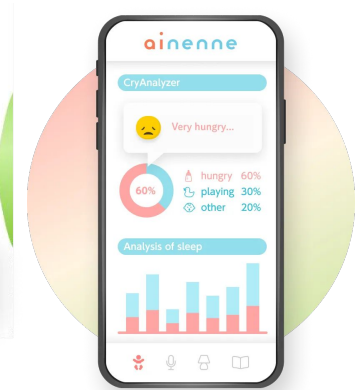 ainenne
CryAnalyzer
Very hungry...
60%
hungry 60%
playing 30%
other 20%
Analysis of sleep